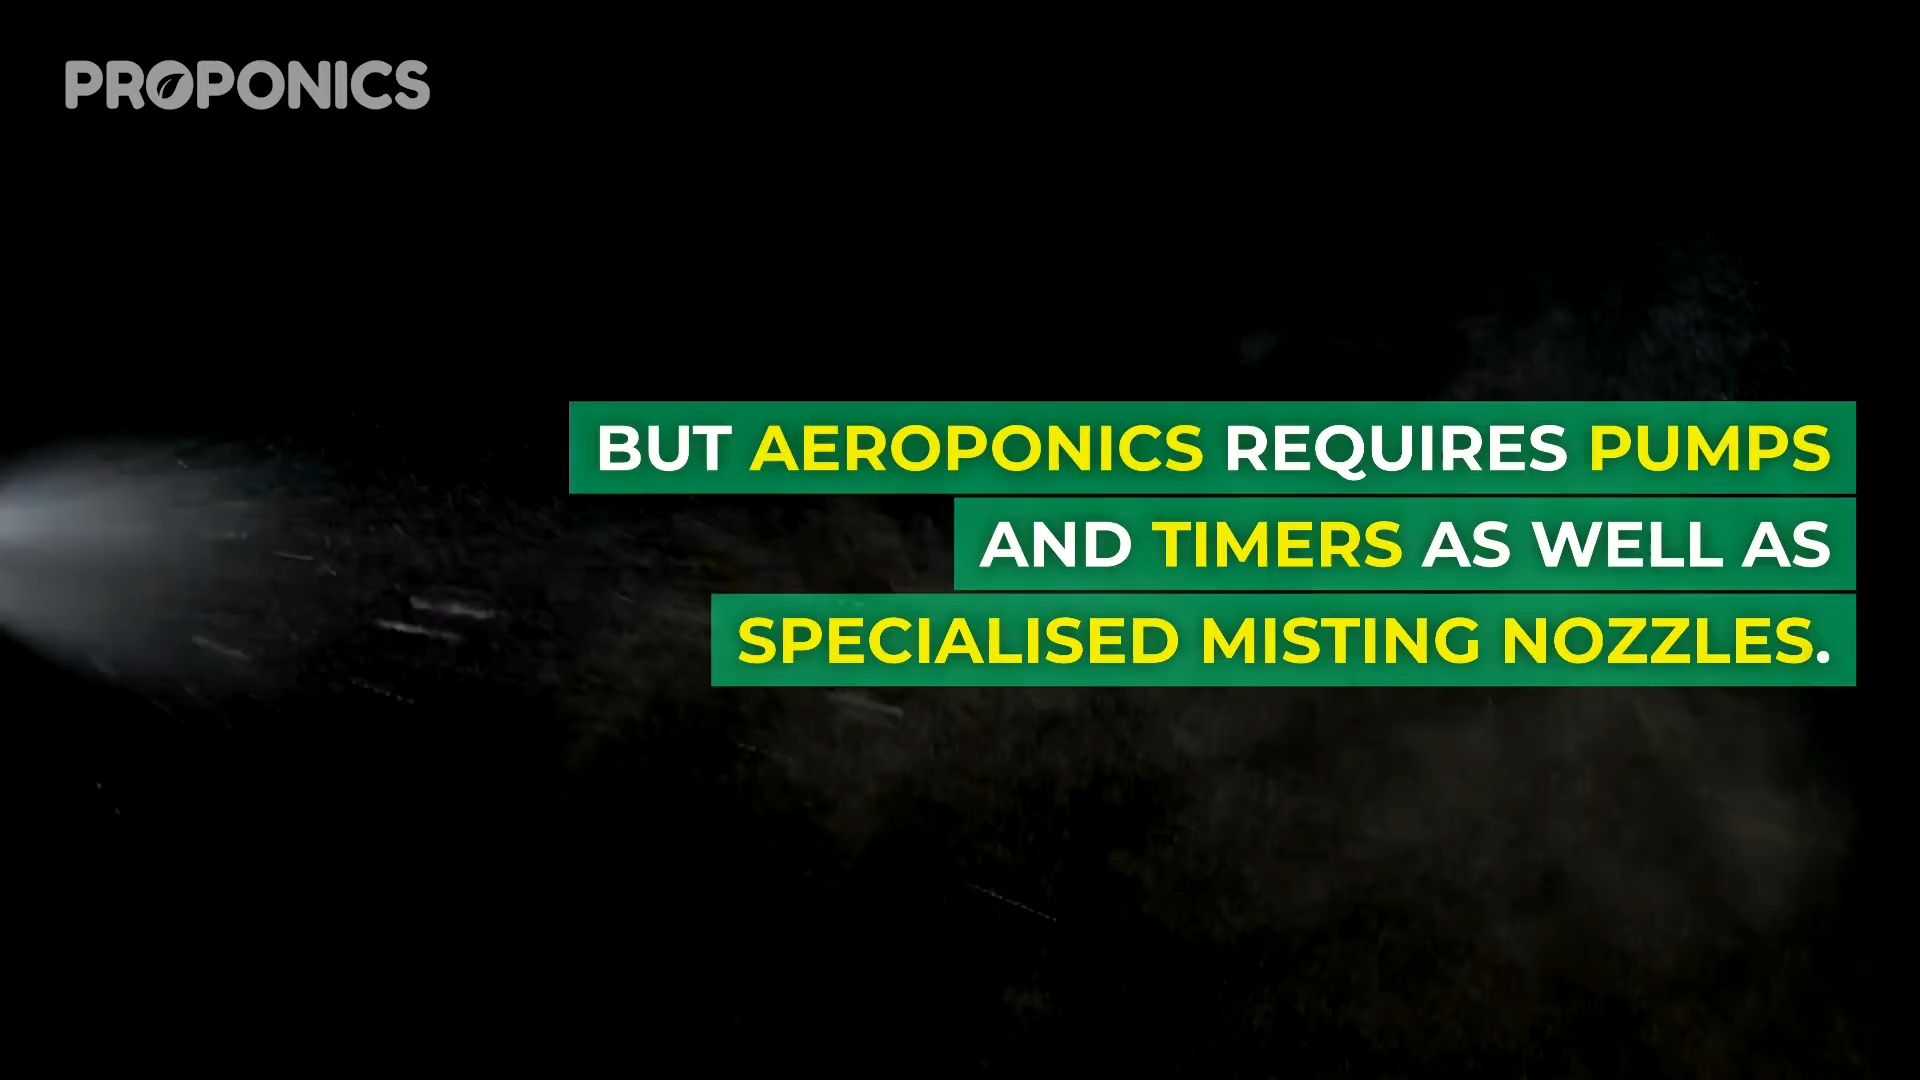 PROPONICS
BUT AEROPONICS REQUIRES PUMPS
AND TIMERS AS WELL AS
SPECIALISED MISTING NOZZLES.